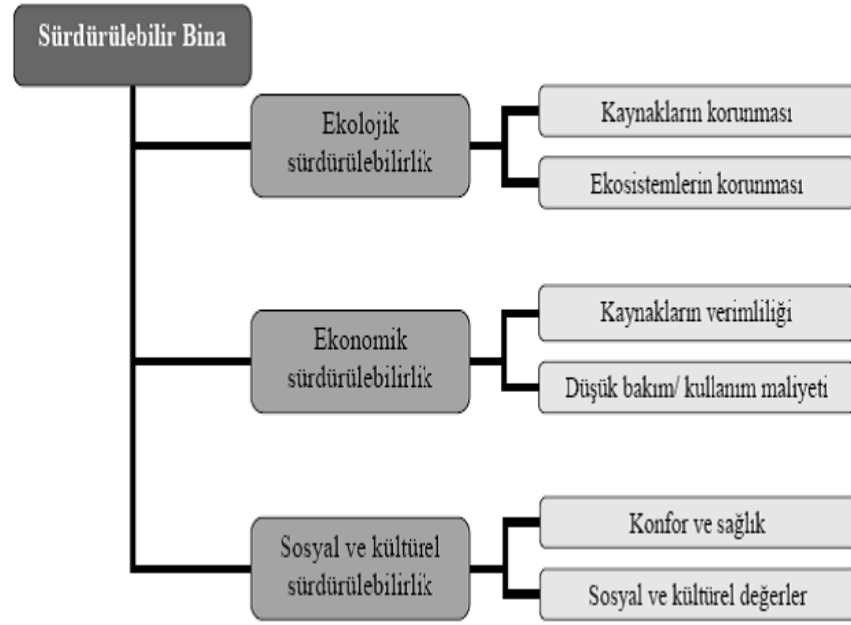 Sürdürülebilir Bina
Ekolojik
sürdürülebilirlik
Kaynakların korunması
Ekosistemlerin korunması
Ekonomik
sürdürülebilirlik
Kaynakların verimliliği
Düşük bakım/ kullanım maliyeti
Sosyal ve kültürel
sürdürülebilirlik
Konfor ve sağlık
Sosyal ve kültürel değerler